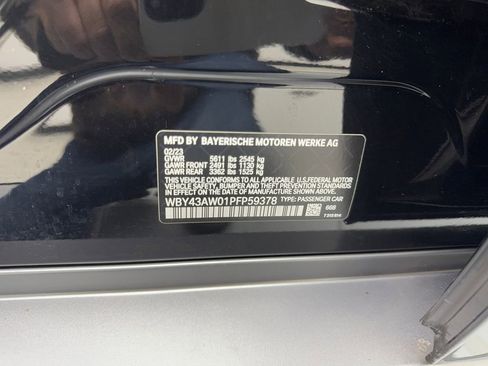 MFD BY BAYERISCHE MOTOREN WERKE AG
02/23
GVWR 5611 lbs 2545 kg
GAWR FRONT 2491 lbs 1130 kg
GAWR REAR 3362 lbs 1525 kg
THIS VEHICLE CONFORMS TO ALL APPLICABLE U.S. FEDERAL MOTOR
VEHICLE SAFETY, BUMPER AND THEFT PREVENTION STANDARDS IN
EFFECT ON THE DATE OF MANUFACTURE SHOWN ABOVE.
WBY43AW01PFP59378 TYPE: PASSENGER CAR
668